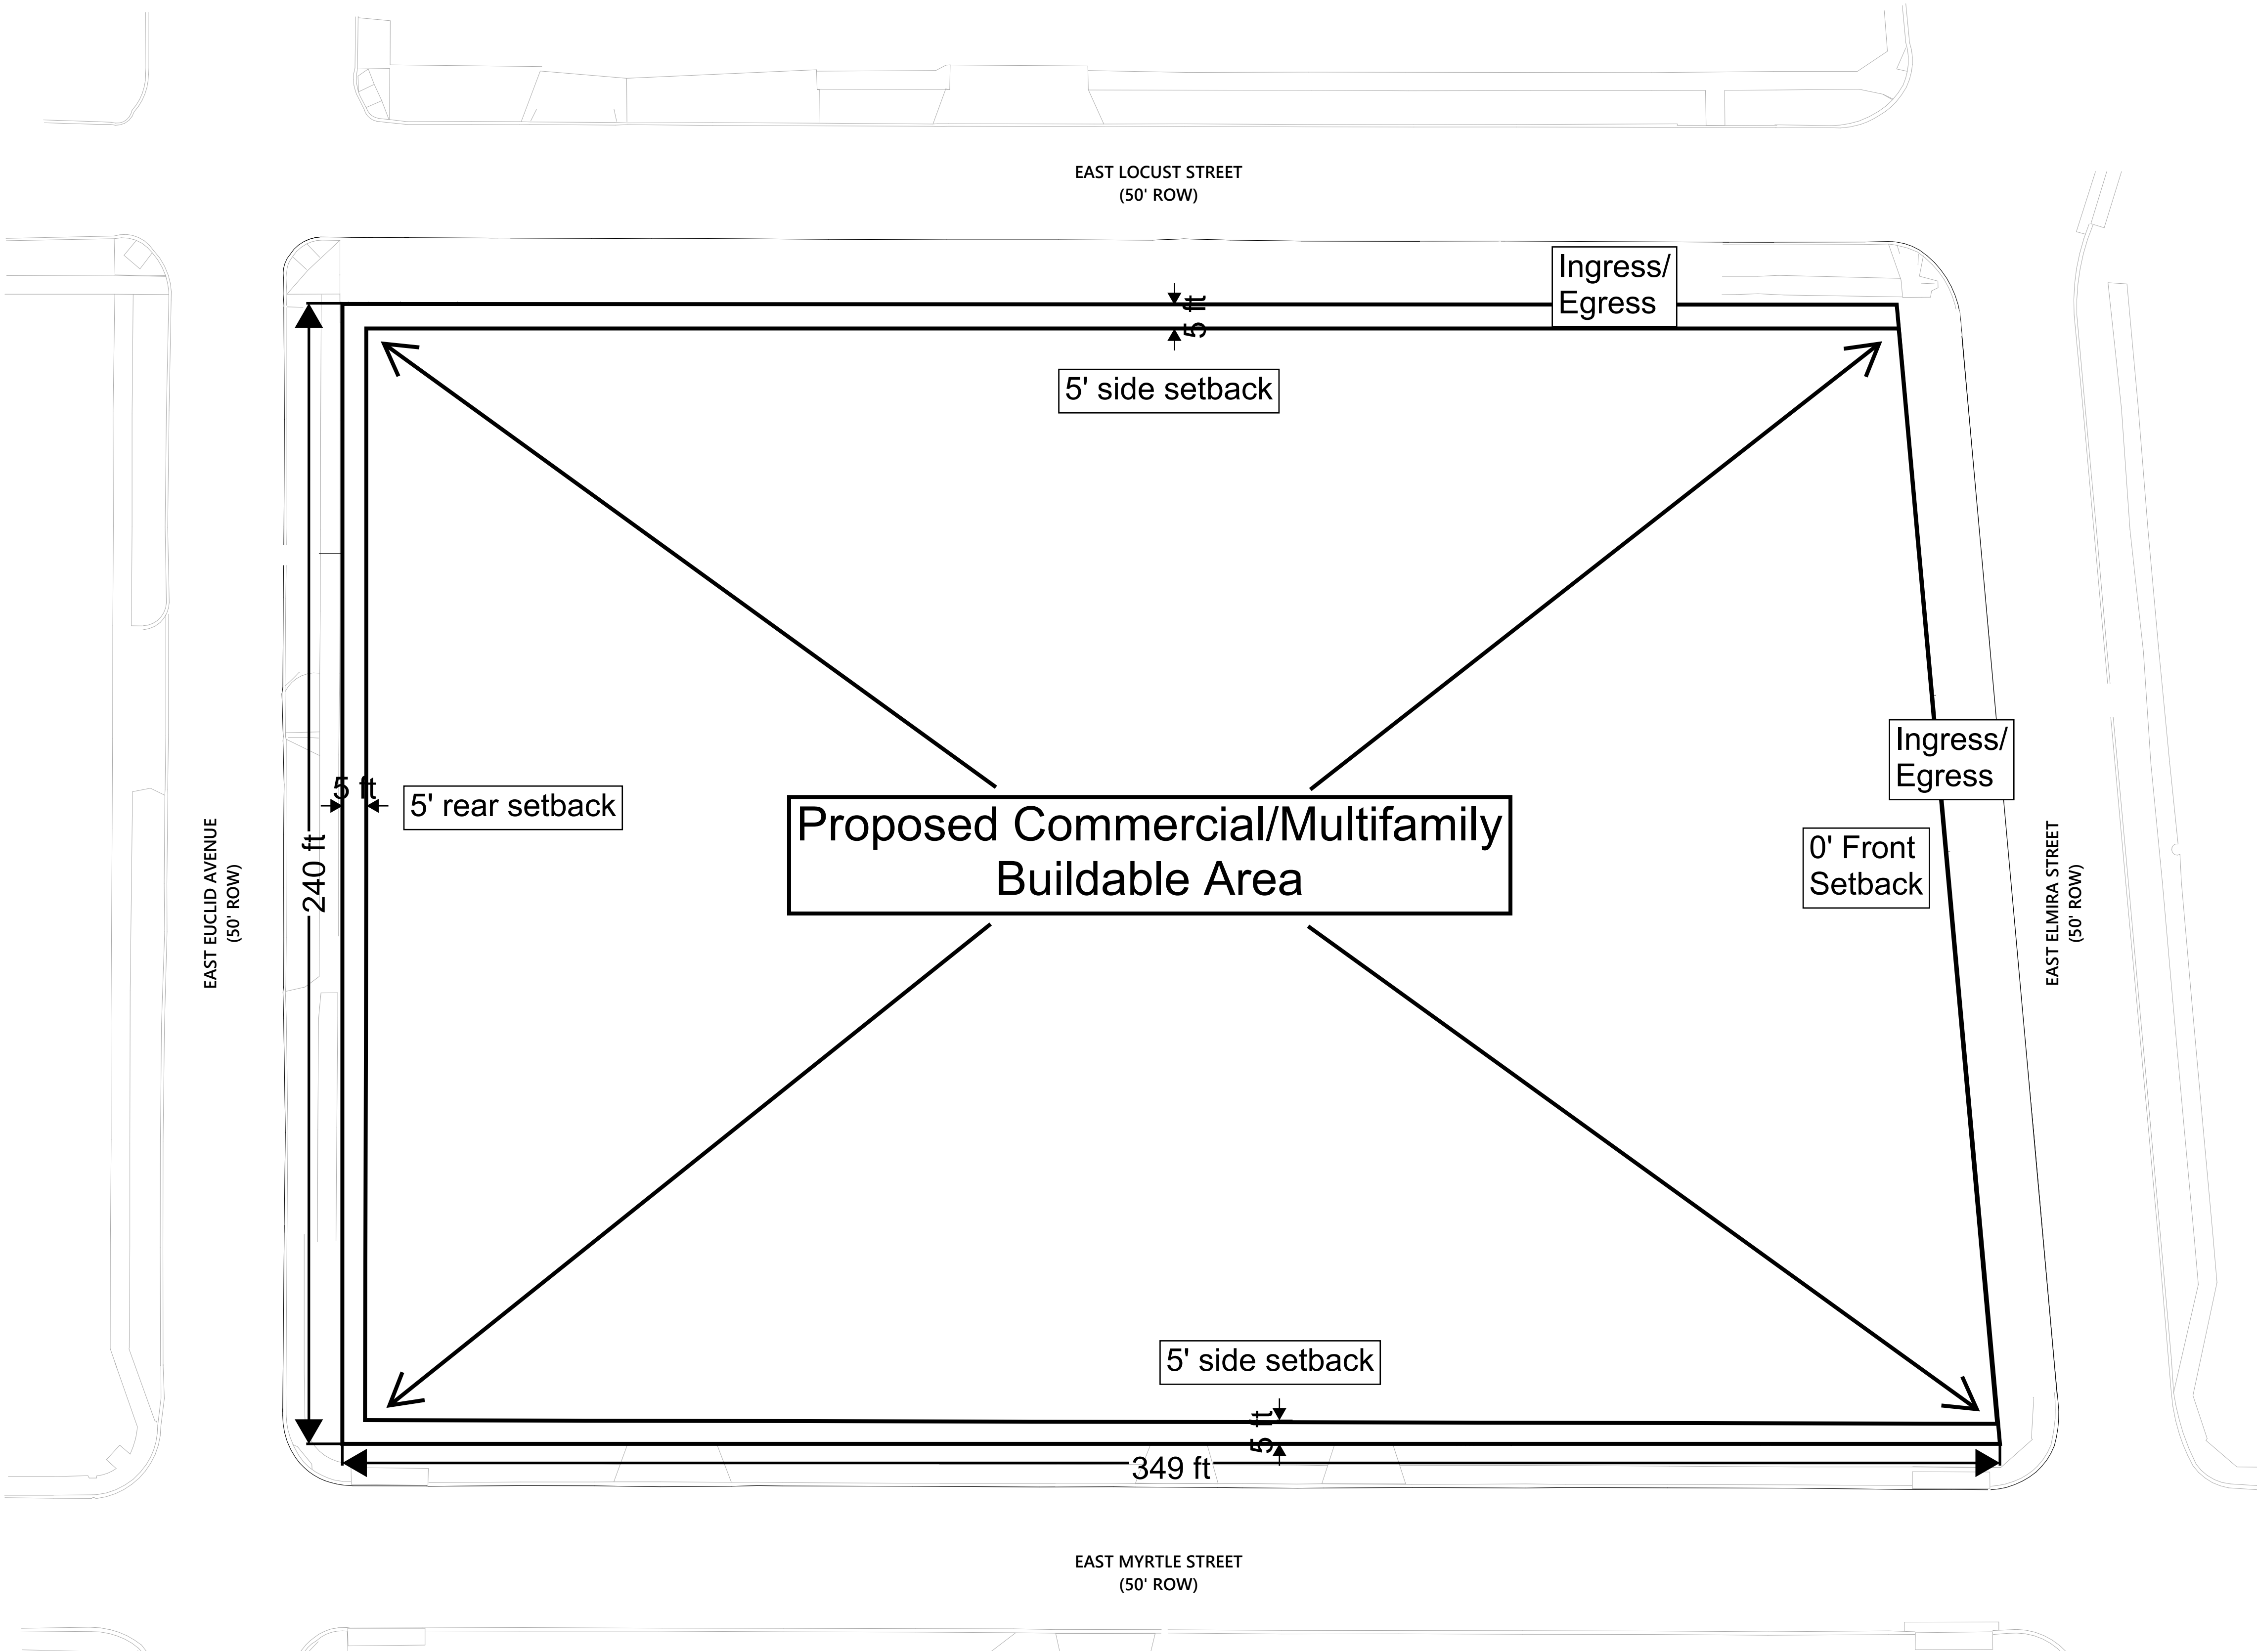 EAST LOCUST STREET
(50' ROW)
Ingress/
Egress
5 ft
5' side setback
Ingress/
Egress
5 ft
5' rear setback
Proposed Commercial/Multifamily
Buildable Area
0' Front
Setback
240 ft
EAST EUCLID AVENUE
(50' ROW)
EAST ELMIRA STREET
(50' ROW)
5' side setback
5 ft
349 ft
EAST MYRTLE STREET
(50' ROW)